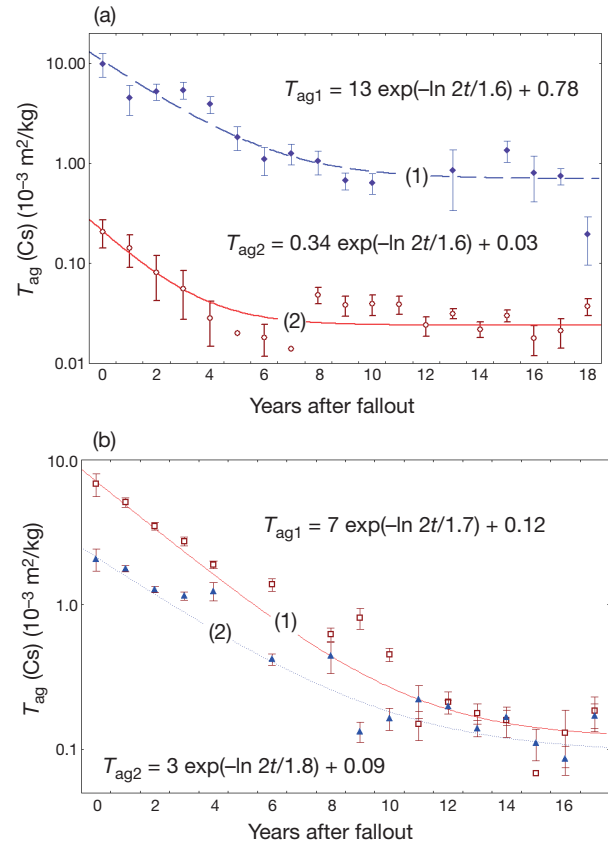 (a)
10.00
1.00
0.10
0.01
T_ag (Cs) (10⁻³ m²/kg)
T_ag1 = 13 exp(–ln 2t/1.6) + 0.78
(1)
T_ag2 = 0.34 exp(–ln 2t/1.6) + 0.03
(2)
0 2 4 6 8 10 12 14 16 18
Years after fallout
(b)
10.0
1.0
0.1
T_ag (Cs) (10⁻³ m²/kg)
T_ag1 = 7 exp(–ln 2t/1.7) + 0.12
(1)
(2)
T_ag2 = 3 exp(–ln 2t/1.8) + 0.09
0 2 4 6 8 10 12 14 16
Years after fallout